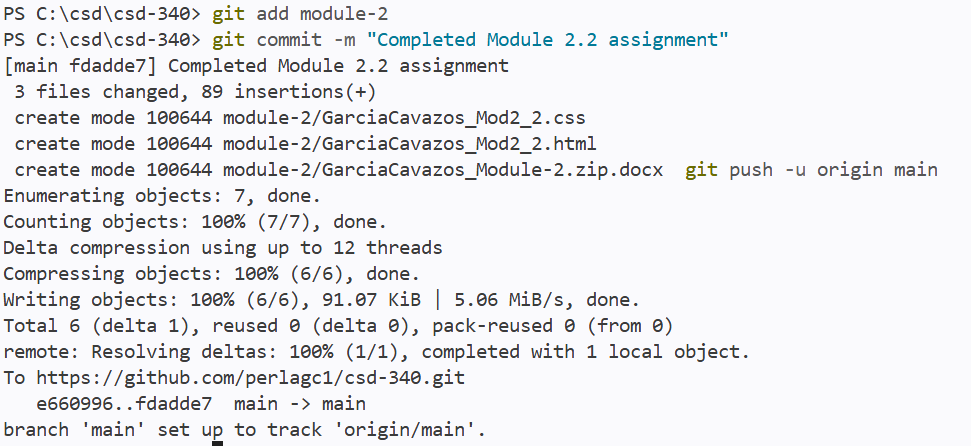 PS C:\csd\csd-340> git add module-2
PS C:\csd\csd-340> git commit -m "Completed Module 2.2 assignment"
[main fdadde7] Completed Module 2.2 assignment
 3 files changed, 89 insertions(+)
 create mode 100644 module-2/GarciaCavazos_Mod2_2.css
 create mode 100644 module-2/GarciaCavazos_Mod2_2.html
 create mode 100644 module-2/GarciaCavazos_Module-2.zip.docx  git push -u origin main
Enumerating objects: 7, done.
Counting objects: 100% (7/7), done.
Delta compression using up to 12 threads
Compressing objects: 100% (6/6), done.
Writing objects: 100% (6/6), 91.07 KiB | 5.06 MiB/s, done.
Total 6 (delta 1), reused 0 (delta 0), pack-reused 0 (from 0)
remote: Resolving deltas: 100% (1/1), completed with 1 local object.
To https://github.com/perlagc1/csd-340.git
   e660996..fdadde7  main -> main
branch 'main' set up to track 'origin/main'.